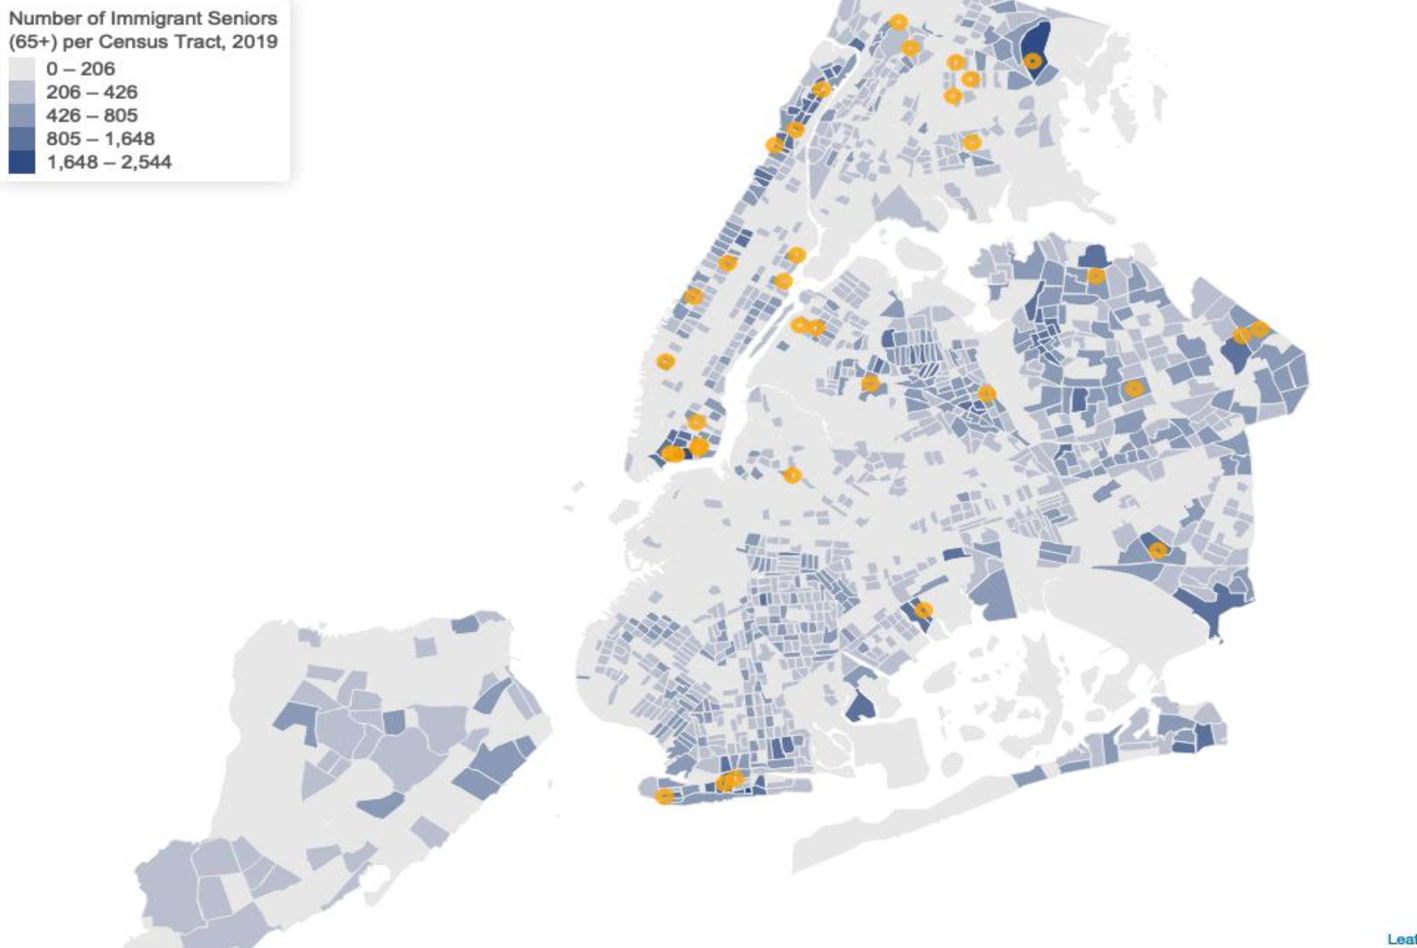 Number of Immigrant Seniors
(65+) per Census Tract, 2019
0 – 206
206 – 426
426 – 805
805 – 1,648
1,648 – 2,544